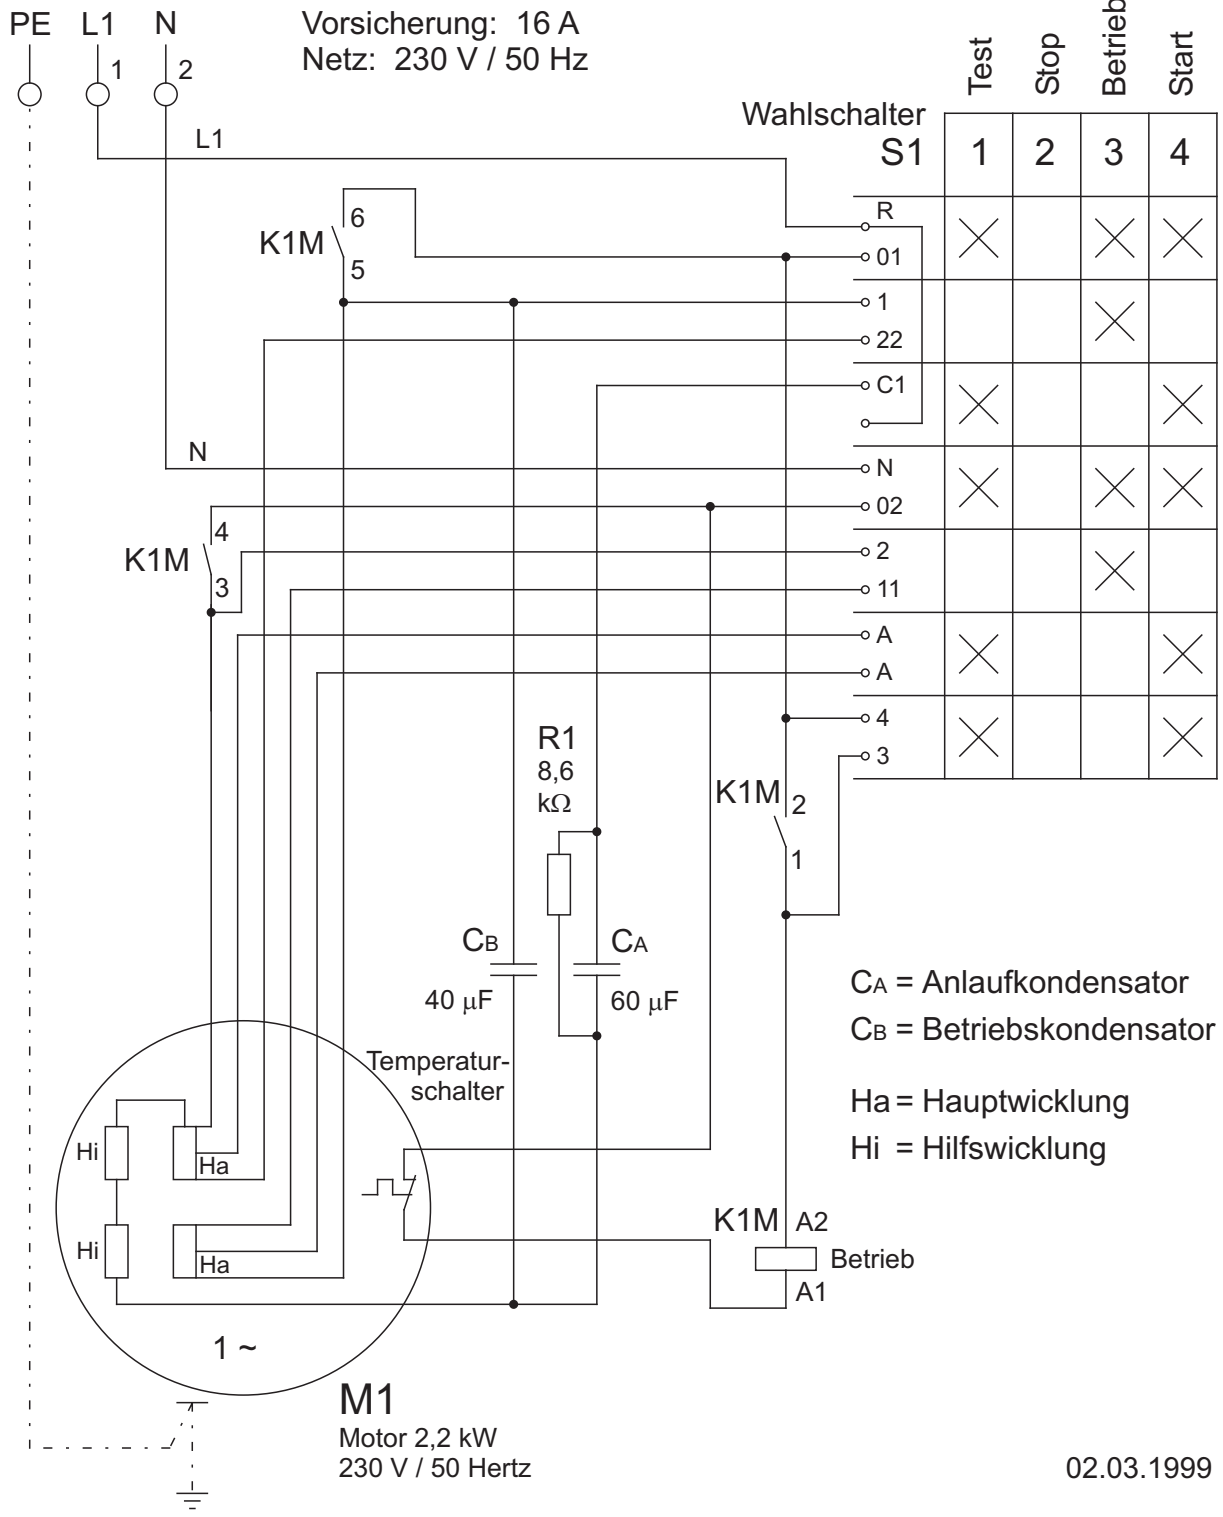 PE L1 N
1 2
Vorsicherung: 16 A
Netz: 230 V / 50 Hz
Test
Stop
Betrieb
Start
Wahlschalter
S1 1 2 3 4
L1
R
01
K1M
6
5
1
22
C1
N
N
02
K1M
4
3
2
11
A
A
4
3
R1
8,6
kΩ
K1M
2
1
CB
40 µF
CA
60 µF
CA = Anlaufkondensator
CB = Betriebskondensator
Ha = Hauptwicklung
Hi = Hilfswicklung
Temperatur-
schalter
Hi
Ha
Hi
Ha
K1M A2
Betrieb
A1
1 ~
M1
Motor 2,2 kW
230 V / 50 Hertz
02.03.1999